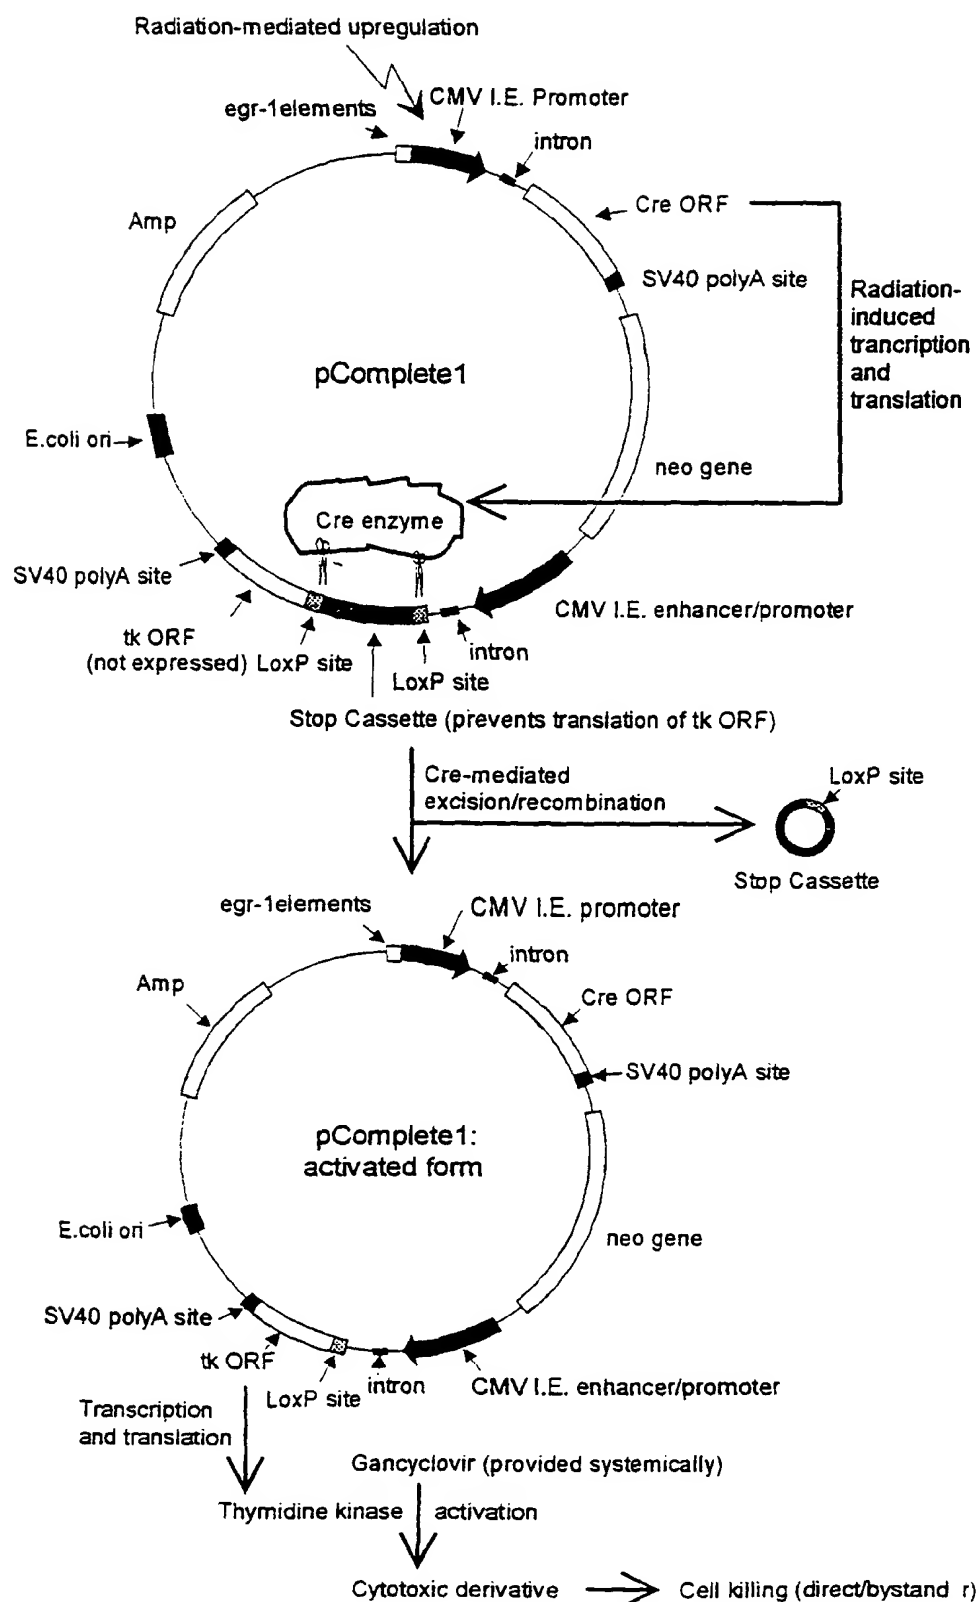 Radiation-mediated upregulation
egr-1elements
CMV I.E. Promoter
intron
Amp
Cre ORF
SV40 polyA site
Radiation-
induced
trancription
and
translation
pComplete1
E.coli ori
neo gene
Cre enzyme
SV40 polyA site
CMV I.E. enhancer/promoter
tk ORF
(not expressed)
LoxP site
intron
LoxP site
Stop Cassette (prevents translation of tk ORF)
Cre-mediated
excision/recombination
LoxP site
Stop Cassette
egr-1elements
CMV I.E. promoter
intron
Amp
Cre ORF
SV40 polyA site
pComplete1:
activated form
E.coli ori
neo gene
SV40 polyA site
tk ORF
LoxP site
intron
CMV I.E. enhancer/promoter
Transcription
and translation
Gancyclovir (provided systemically)
Thymidine kinase
activation
Cytotoxic derivative
Cell killing (direct/bystand r)